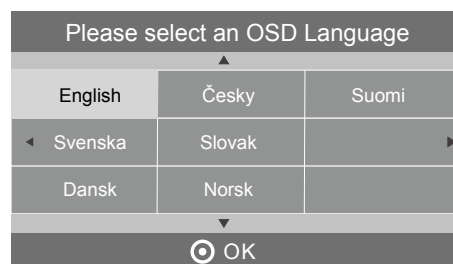 Please select an OSD Language
English Česky Suomi
Svenska Slovak
Dansk Norsk
OK